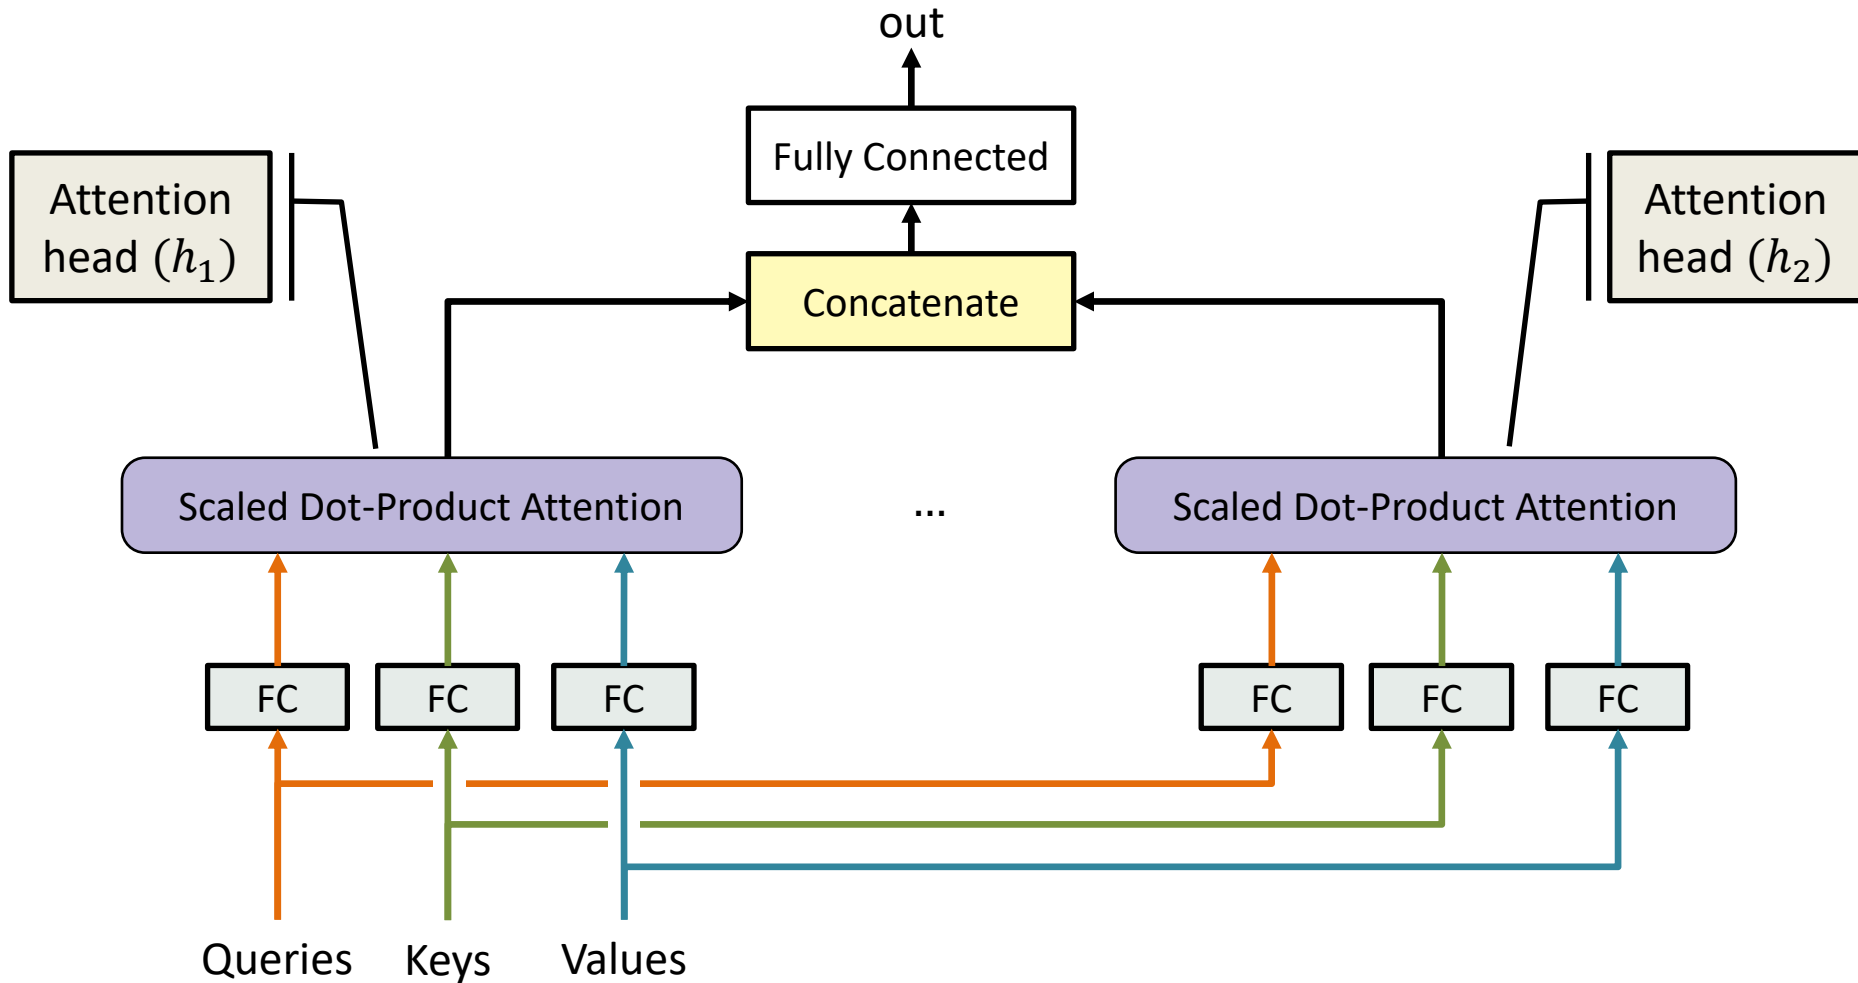 out
Fully Connected
Attention
head (h₁)
Attention
head (h₂)
Concatenate
Scaled Dot-Product Attention
...
Scaled Dot-Product Attention
FC
FC
FC
FC
FC
FC
Queries
Keys
Values